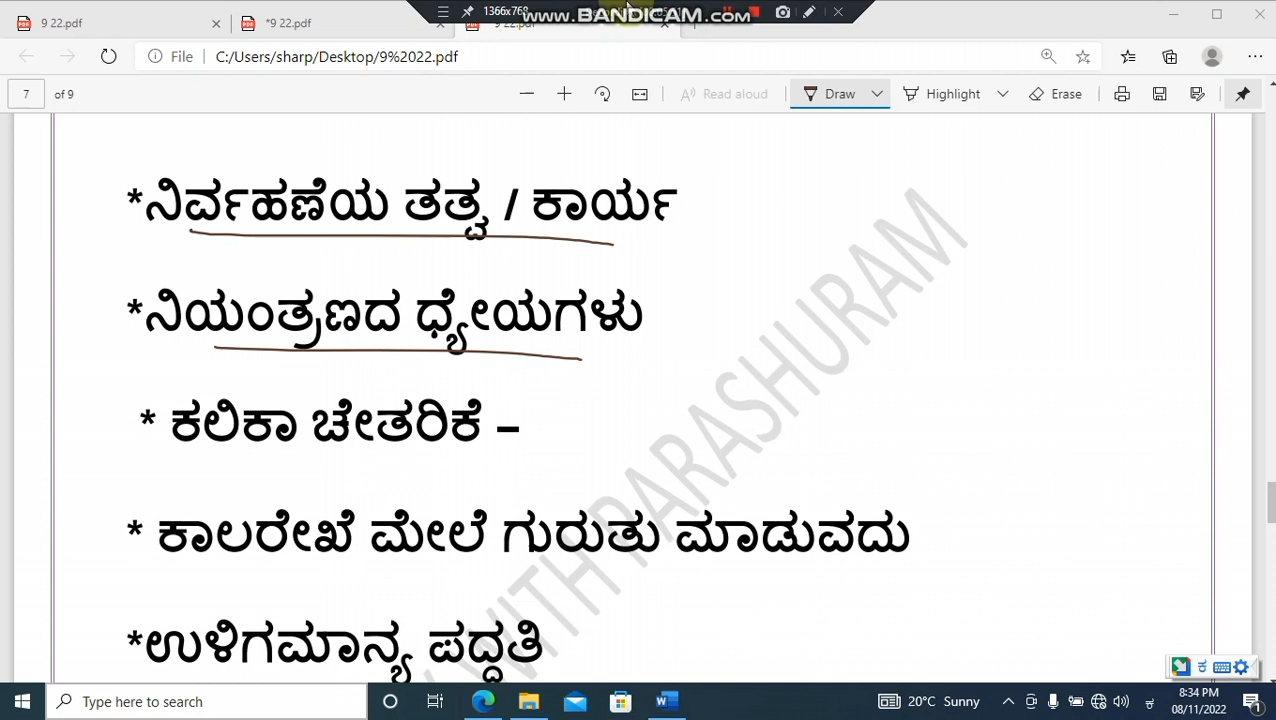 9 22.pdf
*9 22.pdf
1366x768
www.BANDICAM.com
File C:/Users/sharp/Desktop/9%2022.pdf
7 of 9 Read aloud Draw Highlight Erase
*ನಿರ್ವಹಣೆಯ ತತ್ವ / ಕಾರ್ಯ
*ನಿಯಂತ್ರಣದ ಧ್ಯೇಯಗಳು
* ಕಲಿಕಾ ಚೇತರಿಕೆ –
* ಕಾಲರೇಖೆ ಮೇಲೆ ಗುರುತು ಮಾಡುವದು
*ಉಳಿಗಮಾನ್ಯ ಪದ್ಧತಿ
WITH PARASHURAM
Type here to search
20°C Sunny
8:34 PM
08/11/2022